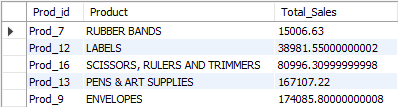 Prod_id Product Total_Sales
Prod_7 RUBBER BANDS 15006.63
Prod_12 LABELS 38981.55000000002
Prod_16 SCISSORS, RULERS AND TRIMMERS 80996.30999999998
Prod_13 PENS & ART SUPPLIES 167107.22
Prod_9 ENVELOPES 174085.80000000008